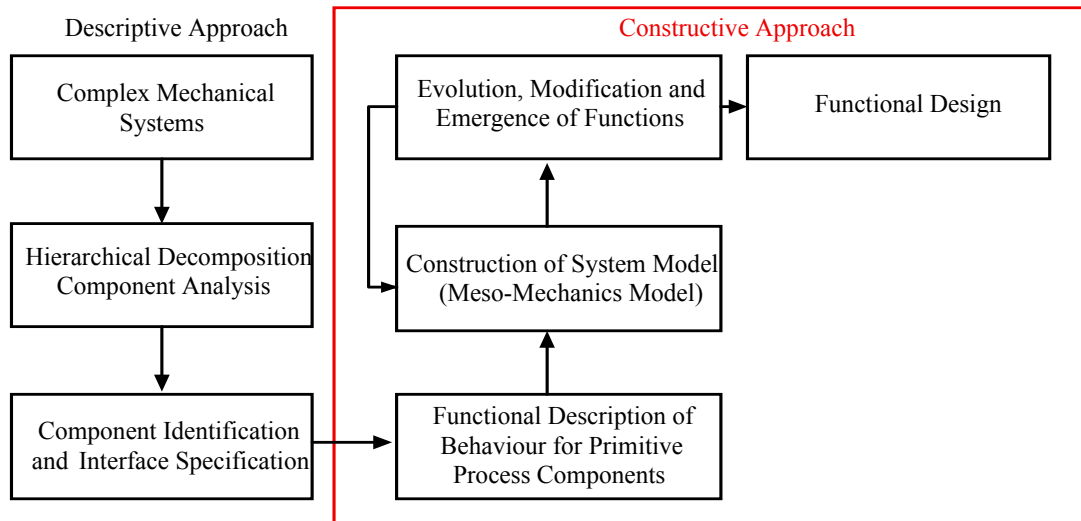 Descriptive Approach
Complex Mechanical
Systems
Hierarchical Decomposition
Component Analysis
Component Identification
and Interface Specification
Constructive Approach
Evolution, Modification and
Emergence of Functions
Functional Design
Construction of System Model
(Meso-Mechanics Model)
Functional Description of
Behaviour for Primitive
Process Components